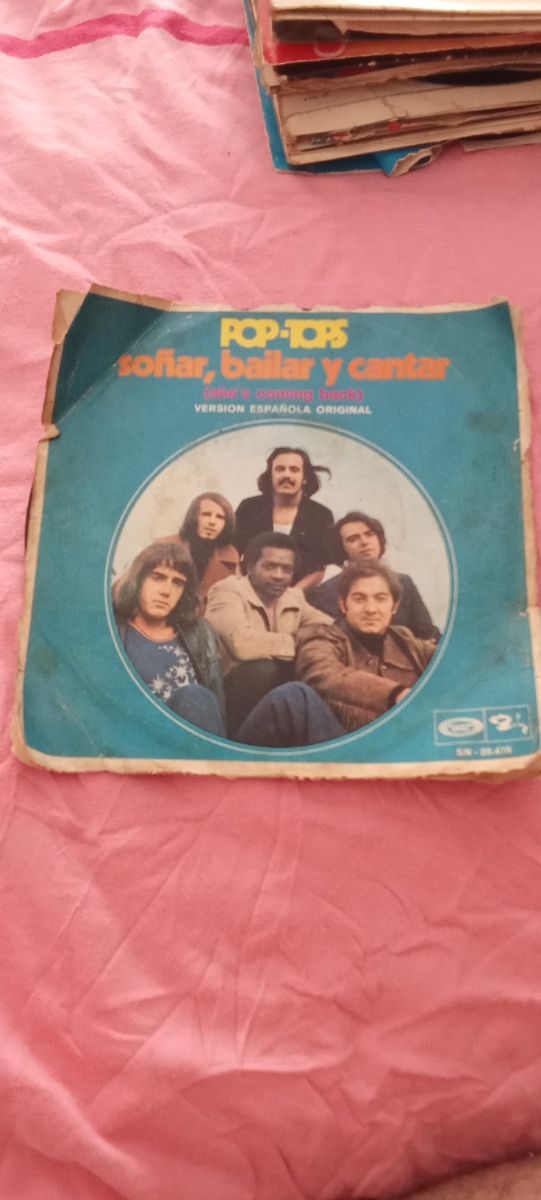 POP-TOPS
soñar, bailar y cantar
(she's coming back)
VERSION ESPAÑOLA ORIGINAL